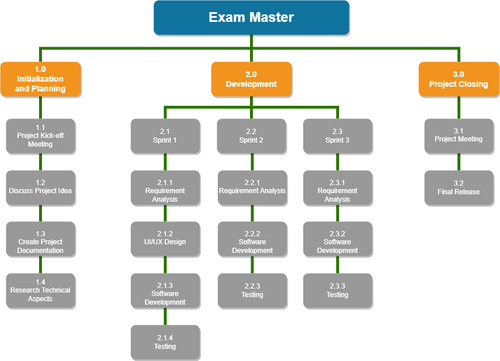 Exam Master
1.0
Initialization
and Planning
2.0
Development
3.0
Project Closing
1.1
Project Kick-off
Meeting
1.2
Discuss Project Idea
1.3
Create Project
Documentation
1.4
Research Technical
Aspects
2.1
Sprint 1
2.1.1
Requirement
Analysis
2.1.2
UI/UX Design
2.1.3
Software
Development
2.1.4
Testing
2.2
Sprint 2
2.2.1
Requirement Analysis
2.2.2
Software
Development
2.2.3
Testing
2.3
Sprint 3
2.3.1
Requirement
Analysis
2.3.2
Software
Development
2.3.3
Testing
3.1
Project Meeting
3.2
Final Release